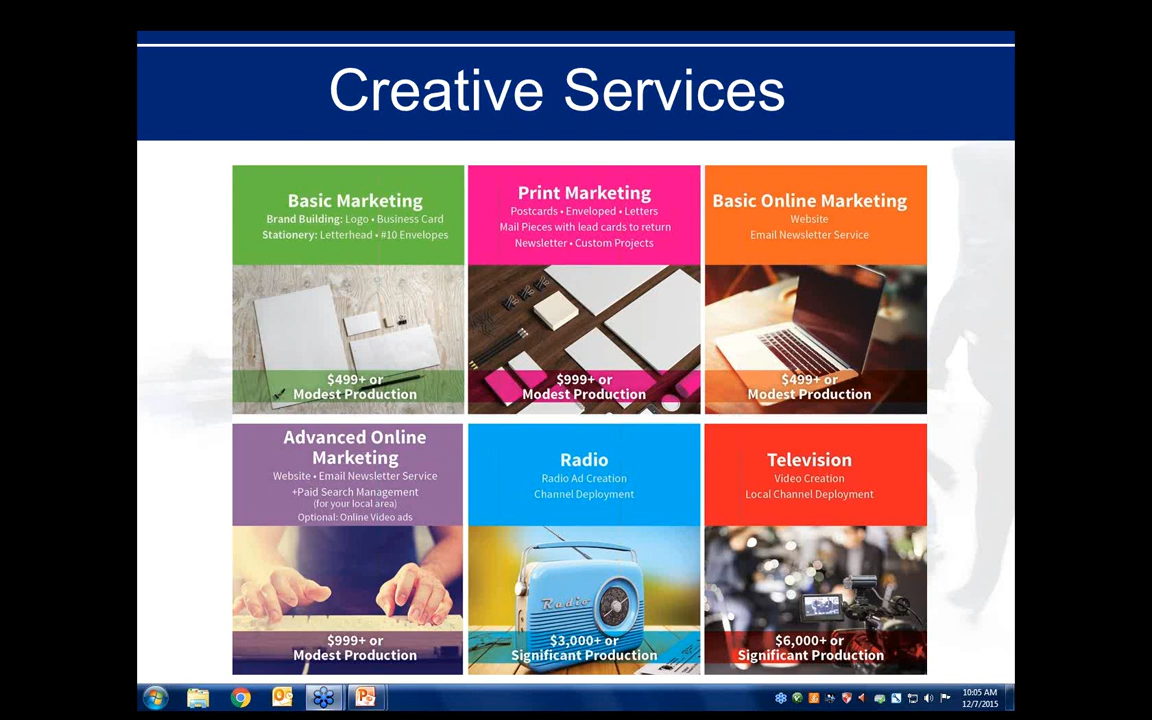 Creative Services
Basic Marketing
Brand Building: Logo • Business Card
Stationery: Letterhead • #10 Envelopes
$499+ or
Modest Production
Print Marketing
Postcards • Enveloped • Letters
Mail Pieces with lead cards to return
Newsletter • Custom Projects
$999+ or
Modest Production
Basic Online Marketing
Website
Email Newsletter Service
$499+ or
Modest Production
Advanced Online
Marketing
Website • Email Newsletter Service
+Paid Search Management
(for your local area)
Optional: Online Video ads
$999+ or
Modest Production
Radio
Radio Ad Creation
Channel Deployment
Radio
$3,000+ or
Significant Production
Television
Video Creation
Local Channel Deployment
$6,000+ or
Significant Production
10:05 AM
12/7/2015